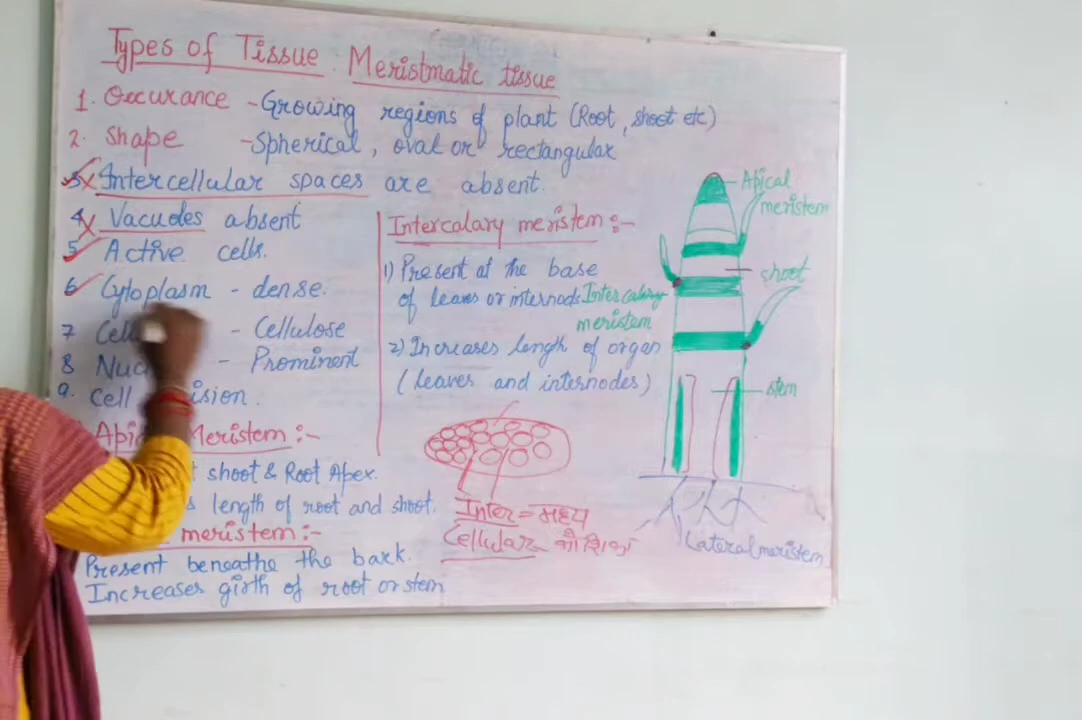 Types of Tissue. Meristmatic tissue
1. Occurance - Growing regions of plant (Root, shoot etc)
2. Shape - Spherical, oval or rectangular
3. Intercellular spaces are absent.
4. Vacuoles absent
5 Active cells.
6 Cytoplasm - dense.
7 - Cellulose
8 - Prominent
9. Cell
Meristem :-
shoot & Root Apex.
length of root and shoot.
meristem :-
Present beneathe the bark.
Increases girth of root or stem
Intercalary meristem :-
1) Present at the base
of leaves or internods
2) Increases length of organ
(leaves and internodes)
Inter = मध्य
Cellular
Apical
meristem
shoot
Intercalary
meristem
stem
Lateral meristem